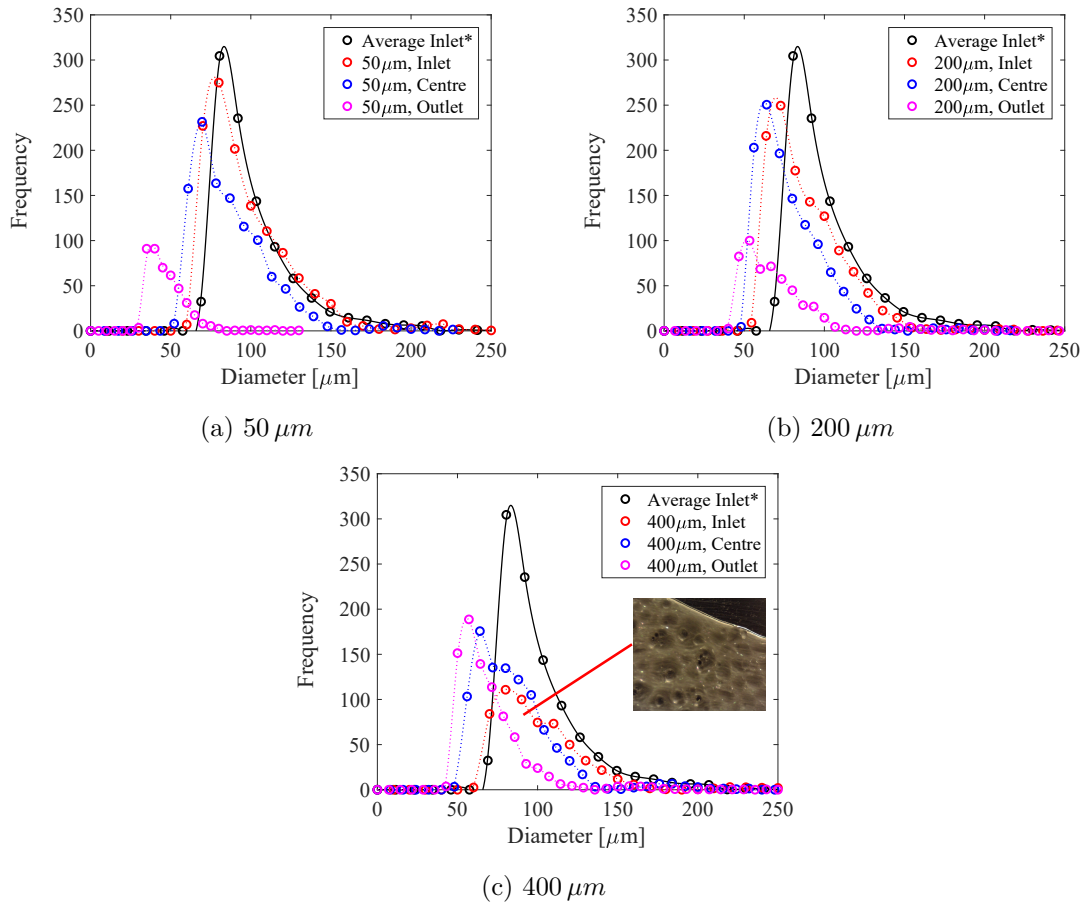 350
300
250
200
150
100
50
0
Frequency
0 50 100 150 200 250
Diameter [μm]
Average Inlet*
50μm, Inlet
50μm, Centre
50μm, Outlet
(a) 50 μm
350
300
250
200
150
100
50
0
Frequency
0 50 100 150 200 250
Diameter [μm]
Average Inlet*
200μm, Inlet
200μm, Centre
200μm, Outlet
(b) 200 μm
350
300
250
200
150
100
50
0
Frequency
0 50 100 150 200 250
Diameter [μm]
Average Inlet*
400μm, Inlet
400μm, Centre
400μm, Outlet
(c) 400 μm